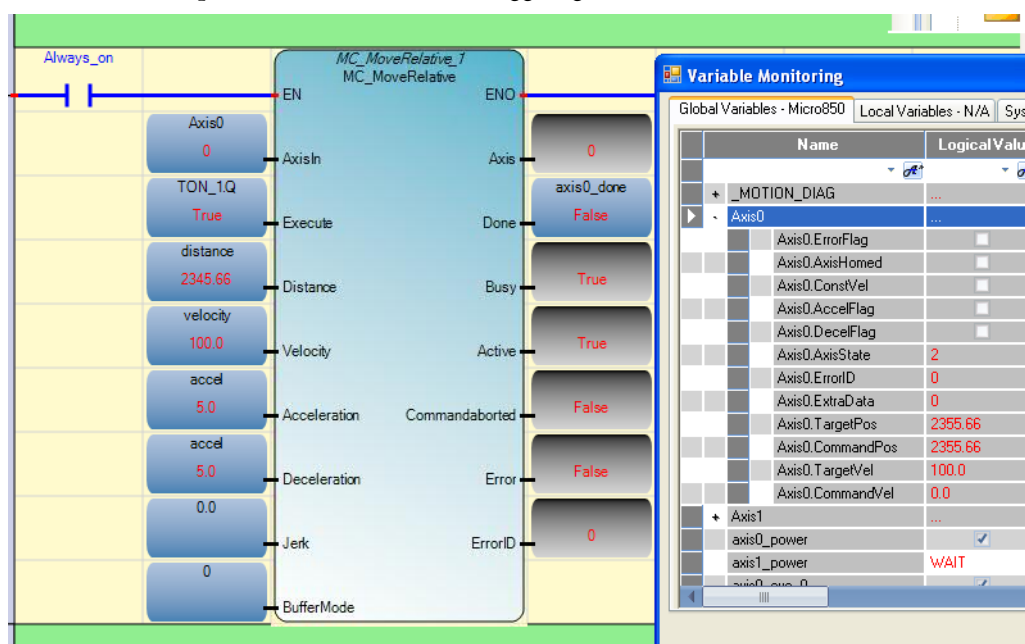 Always_on
MC_MoveRelative_1
MC_MoveRelative
EN
ENO
Axis0
0
AxisIn
Axis
0
TON_1.Q
True
Execute
Done
axis0_done
False
distance
2345.66
Distance
Busy
True
velocity
100.0
Velocity
Active
True
accel
5.0
Acceleration
Commandaborted
False
accel
5.0
Deceleration
Error
False
0.0
Jerk
ErrorID
0
0
BufferMode
Variable Monitoring
Global Variables - Micro850
Local Variables - N/A
Sys
Name
LogicalValu
+ _MOTION_DIAG ...
- Axis0 ...
Axis0.ErrorFlag
Axis0.AxisHomed
Axis0.ConstVel
Axis0.AccelFlag
Axis0.DecelFlag
Axis0.AxisState 2
Axis0.ErrorID 0
Axis0.ExtraData 0
Axis0.TargetPos 2355.66
Axis0.CommandPos 2355.66
Axis0.TargetVel 100.0
Axis0.CommandVel 0.0
+ Axis1 ...
axis0_power
axis1_power WAIT